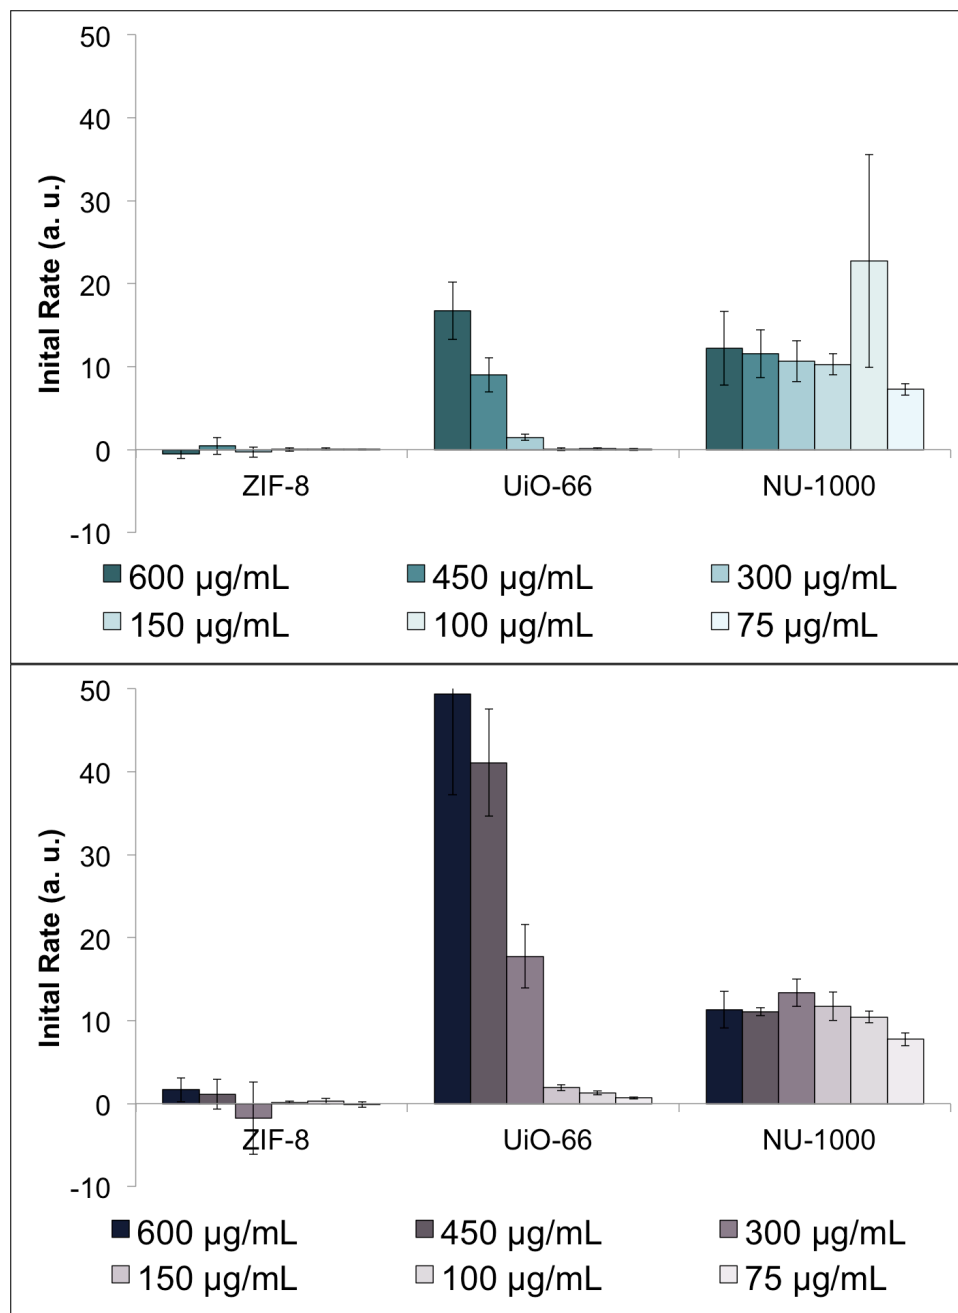 50
40
30
20
10
0
-10
Inital Rate (a. u.)
ZIF-8 UiO-66 NU-1000
600 µg/mL 450 µg/mL 300 µg/mL
150 µg/mL 100 µg/mL 75 µg/mL
50
40
30
20
10
0
-10
Inital Rate (a. u.)
ZIF-8 UiO-66 NU-1000
600 µg/mL 450 µg/mL 300 µg/mL
150 µg/mL 100 µg/mL 75 µg/mL